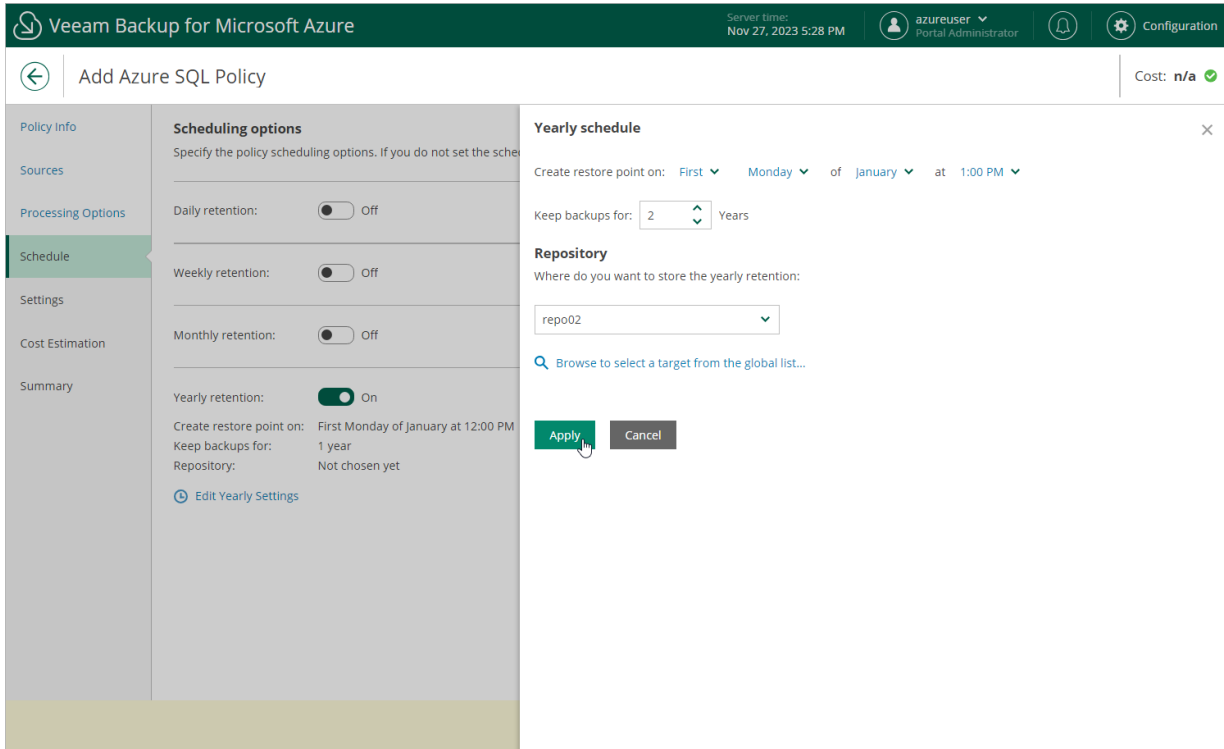 Veeam Backup for Microsoft Azure
Server time:
Nov 27, 2023 5:28 PM
azureuser
Portal Administrator
Configuration
Add Azure SQL Policy
Cost: n/a
Policy Info
Sources
Processing Options
Schedule
Settings
Cost Estimation
Summary
Scheduling options
Specify the policy scheduling options. If you do not set the
Daily retention: Off
Weekly retention: Off
Monthly retention: Off
Yearly retention: On
Create restore point on: First Monday of January at 12:00 PM
Keep backups for: 1 year
Repository: Not chosen yet
Edit Yearly Settings
Yearly schedule
Create restore point on: First Monday of January at 1:00 PM
Keep backups for: 2 Years
Repository
Where do you want to store the yearly retention:
repo02
Browse to select a target from the global list...
Apply Cancel